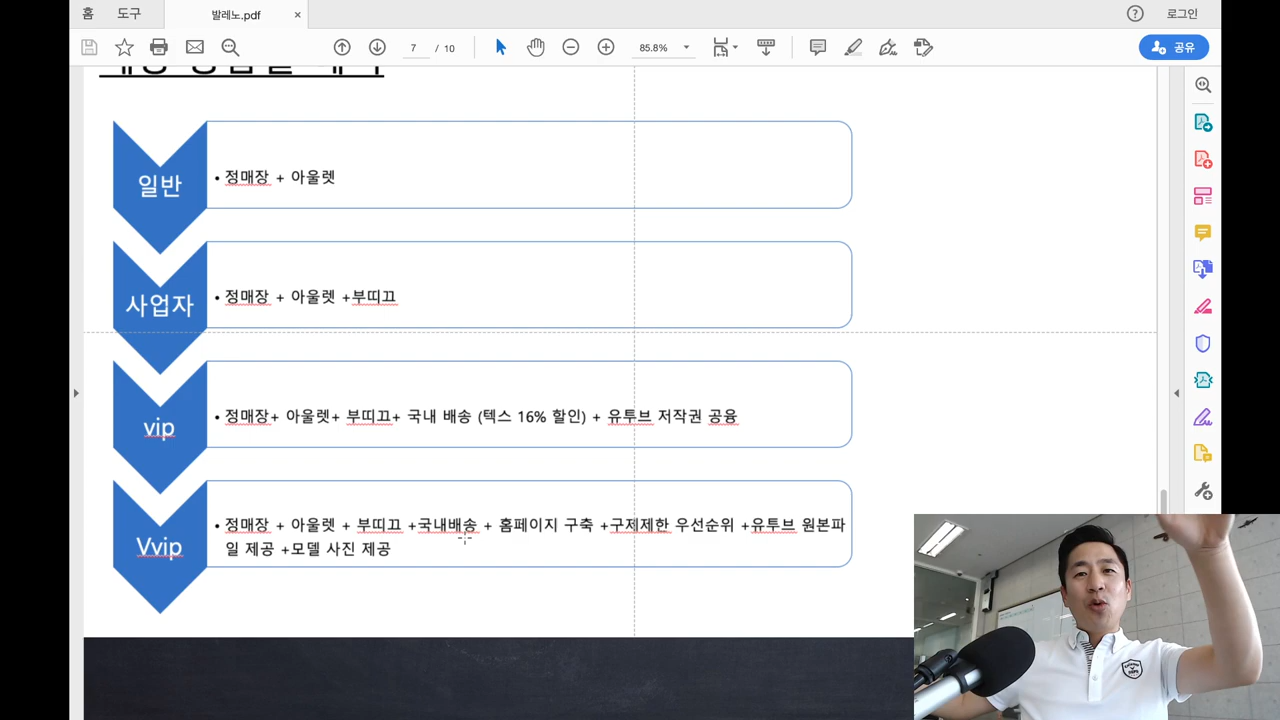 홈 도구 발레노.pdf × 로그인
7 / 10 85.8% 공유
일반
• 정매장 + 아울렛
사업자
• 정매장 + 아울렛 +부띠끄
vip
• 정매장+ 아울렛+ 부띠끄+ 국내 배송 (텍스 16% 할인) + 유투브 저작권 공융
Vvip
• 정매장 + 아울렛 + 부띠끄 +국내배송 + 홈페이지 구축 +구제제한 우선순위 +유투브 원본파
일 제공 +모델 사진 제공